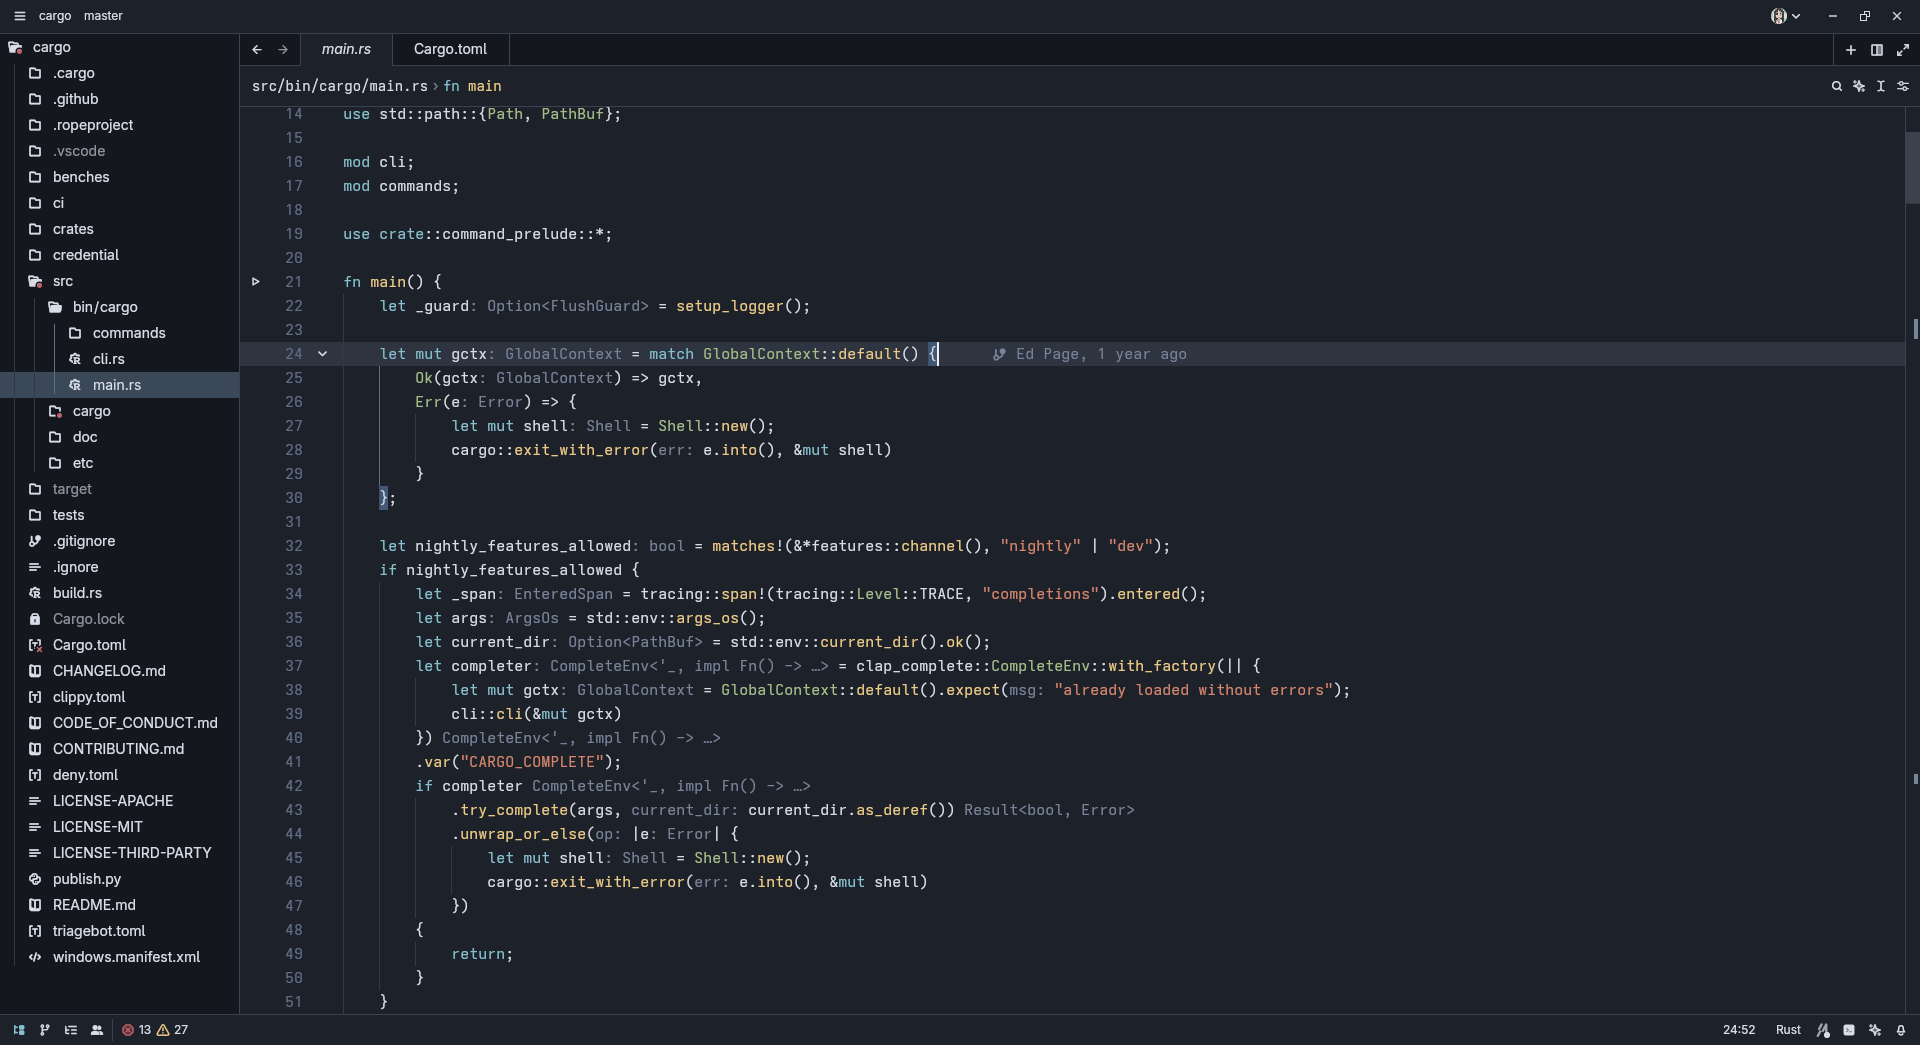 cargo master
cargo
.cargo
.github
.ropeproject
.vscode
benches
ci
crates
credential
src
bin/cargo
commands
cli.rs
main.rs
cargo
doc
etc
target
tests
.gitignore
.ignore
build.rs
Cargo.lock
Cargo.toml
CHANGELOG.md
clippy.toml
CODE_OF_CONDUCT.md
CONTRIBUTING.md
deny.toml
LICENSE-APACHE
LICENSE-MIT
LICENSE-THIRD-PARTY
publish.py
README.md
triagebot.toml
windows.manifest.xml
main.rs Cargo.toml
src/bin/cargo/main.rs › fn main
14 use std::path::{Path, PathBuf};
15
16 mod cli;
17 mod commands;
18
19 use crate::command_prelude::*;
20
21 fn main() {
22     let _guard: Option<FlushGuard> = setup_logger();
23
24     let mut gctx: GlobalContext = match GlobalContext::default() { Ed Page, 1 year ago
25         Ok(gctx: GlobalContext) => gctx,
26         Err(e: Error) => {
27             let mut shell: Shell = Shell::new();
28             cargo::exit_with_error(err: e.into(), &mut shell)
29         }
30     };
31
32     let nightly_features_allowed: bool = matches!(&*features::channel(), "nightly" | "dev");
33     if nightly_features_allowed {
34         let _span: EnteredSpan = tracing::span!(tracing::Level::TRACE, "completions").entered();
35         let args: ArgsOs = std::env::args_os();
36         let current_dir: Option<PathBuf> = std::env::current_dir().ok();
37         let completer: CompleteEnv<'_, impl Fn() -> …> = clap_complete::CompleteEnv::with_factory(|| {
38             let mut gctx: GlobalContext = GlobalContext::default().expect(msg: "already loaded without errors");
39             cli::cli(&mut gctx)
40         }) CompleteEnv<'_, impl Fn() -> …>
41         .var("CARGO_COMPLETE");
42         if completer CompleteEnv<'_, impl Fn() -> …>
43             .try_complete(args, current_dir: current_dir.as_deref()) Result<bool, Error>
44             .unwrap_or_else(op: |e: Error| {
45                 let mut shell: Shell = Shell::new();
46                 cargo::exit_with_error(err: e.into(), &mut shell)
47             })
48         {
49             return;
50         }
51     }
13 27 24:52 Rust